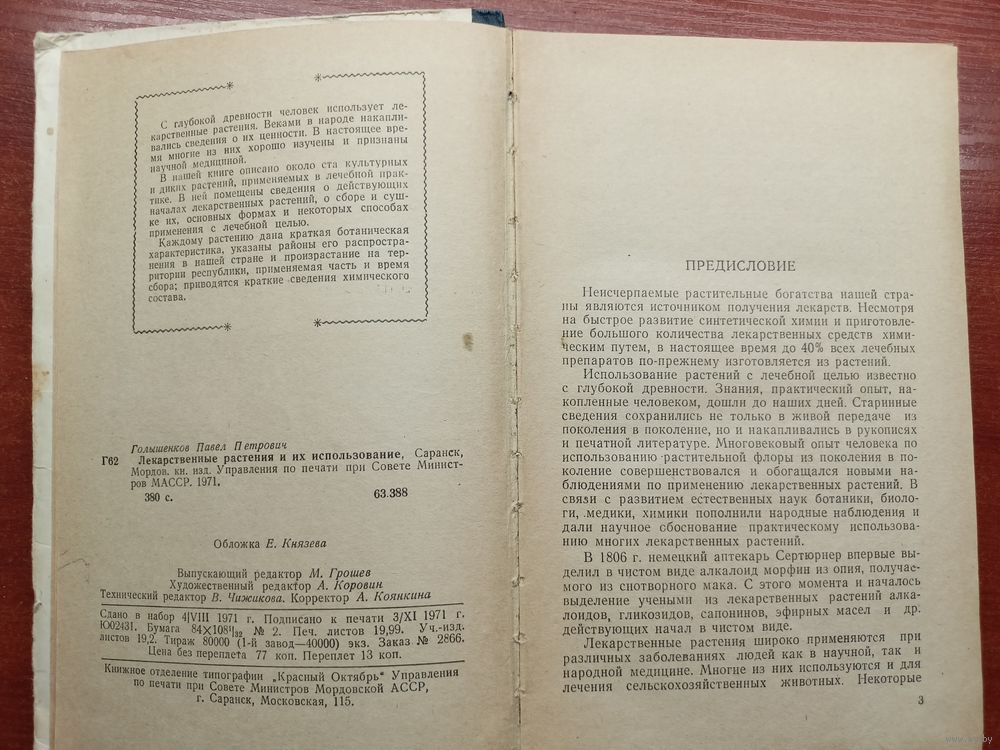 С глубокой древности человек использует ле-
карственные растения. Веками в народе накапли-
вались сведения о их ценности. В настоящее вре-
мя многие из них хорошо изучены и признаны
научной медициной.
В нашей книге описано около ста культурных
и диких растений, применяемых в лечебной прак-
тике. В ней помещены сведения о действующих
началах лекарственных растений, о сборе и суш-
ке их, основных формах и некоторых способах
применения с лечебной целью.
Каждому растению дана краткая ботаническая
характеристика, указаны районы его распростра-
нения в нашей стране и произрастание на тер-
ритории республики, применяемая часть и время
сбора; приводятся краткие сведения химического
состава.
Голышенков Павел Петрович
Г62 Лекарственные растения и их использование, Саранск,
Мордов. кн. изд. Управления по печати при Совете Минист-
ров МАССР. 1971.
380 с. 63.388
Обложка Е. Князева
Выпускающий редактор М. Грошев
Художественный редактор А. Коровин
Технический редактор В. Чижикова. Корректор А. Коянкина
Сдано в набор 4|VIII 1971 г. Подписано к печати 3/XI 1971 г.
Ю02431. Бумага 84×108¹/₃₂ № 2. Печ. листов 19,99. Уч.-изд.
листов 19,2. Тираж 80000 (1-й завод—40000) экз. Заказ № 2866.
Цена без переплета 77 коп. Переплет 13 коп.
Книжное отделение типографии „Красный Октябрь“ Управления
по печати при Совете Министров Мордовской АССР,
г. Саранск, Московская, 115.
ПРЕДИСЛОВИЕ
Неисчерпаемые растительные богатства нашей стра-
ны являются источником получения лекарств. Несмотря
на быстрое развитие синтетической химии и приготовле-
ние большого количества лекарственных средств хими-
ческим путем, в настоящее время до 40% всех лечебных
препаратов по-прежнему изготовляется из растений.
Использование растений с лечебной целью известно
с глубокой древности. Знания, практический опыт, на-
копленные человеком, дошли до наших дней. Старинные
сведения сохранились не только в живой передаче из
поколения в поколение, но и накапливались в рукописях
и печатной литературе. Многовековый опыт человека по
использованию растительной флоры из поколения в по-
коление совершенствовался и обогащался новыми на-
блюдениями по применению лекарственных растений. В
связи с развитием естественных наук ботаники, биоло-
ги, медики, химики пополнили народные наблюдения и
дали научное обоснование практическому использова-
нию многих лекарственных растений.
В 1806 г. немецкий аптекарь Сертюрнер впервые вы-
делил в чистом виде алкалоид морфин из опия, получае-
мого из снотворного мака. С этого момента и началось
выделение учеными из лекарственных растений алка-
лоидов, гликозидов, сапонинов, эфирных масел и др.
действующих начал в чистом виде.
Лекарственные растения широко применяются при
различных заболеваниях людей как в научной, так и
народной медицине. Многие из них используются и для
лечения сельскохозяйственных животных. Некоторые
3